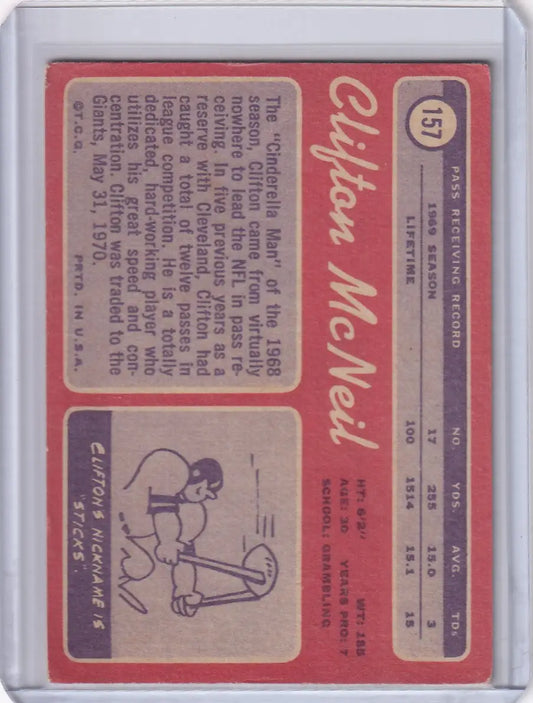 157
PASS RECEIVING RECORD NO. YDS. AVG. TDs
1969 SEASON 17 255 15.0 3
LIFETIME 100 1514 15.1 15
Clifton McNeil
HT: 6'2" WT: 185
AGE: 30 YEARS PRO: 7
SCHOOL: GRAMBLING
The "Cinderella Man" of the 1968
season, Clifton came from virtually
nowhere to lead the NFL in pass re-
ceiving. In five previous years as a
reserve with Cleveland, Clifton had
caught a total of twelve passes in
league competition. He is a totally
dedicated, hard-working player who
utilizes his great speed and con-
centration. Clifton was traded to the
Giants, May 31, 1970.
©T.C.G. PRTD. IN U.S.A.
CLIFTON'S NICKNAME IS
"STICKS"